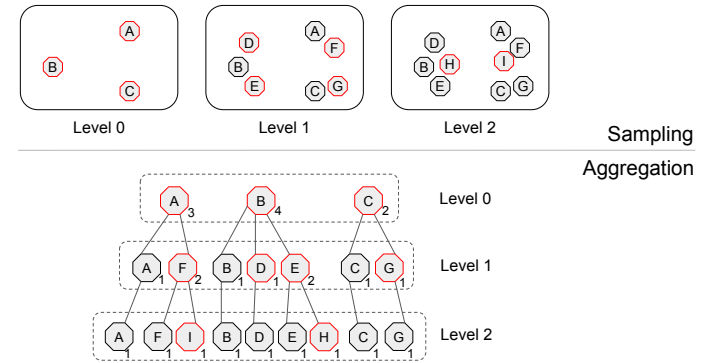 A
B
C
D
A
F
B
E
C
G
D
A
F
B
H
I
E
C
G
Level 0
Level 1
Level 2
Sampling
Aggregation
A 3
B 4
C 2
Level 0
A 1
F 2
B 1
D 1
E 2
C 1
G 1
Level 1
A 1
F 1
I 1
B 1
D 1
E 1
H 1
C 1
G 1
Level 2